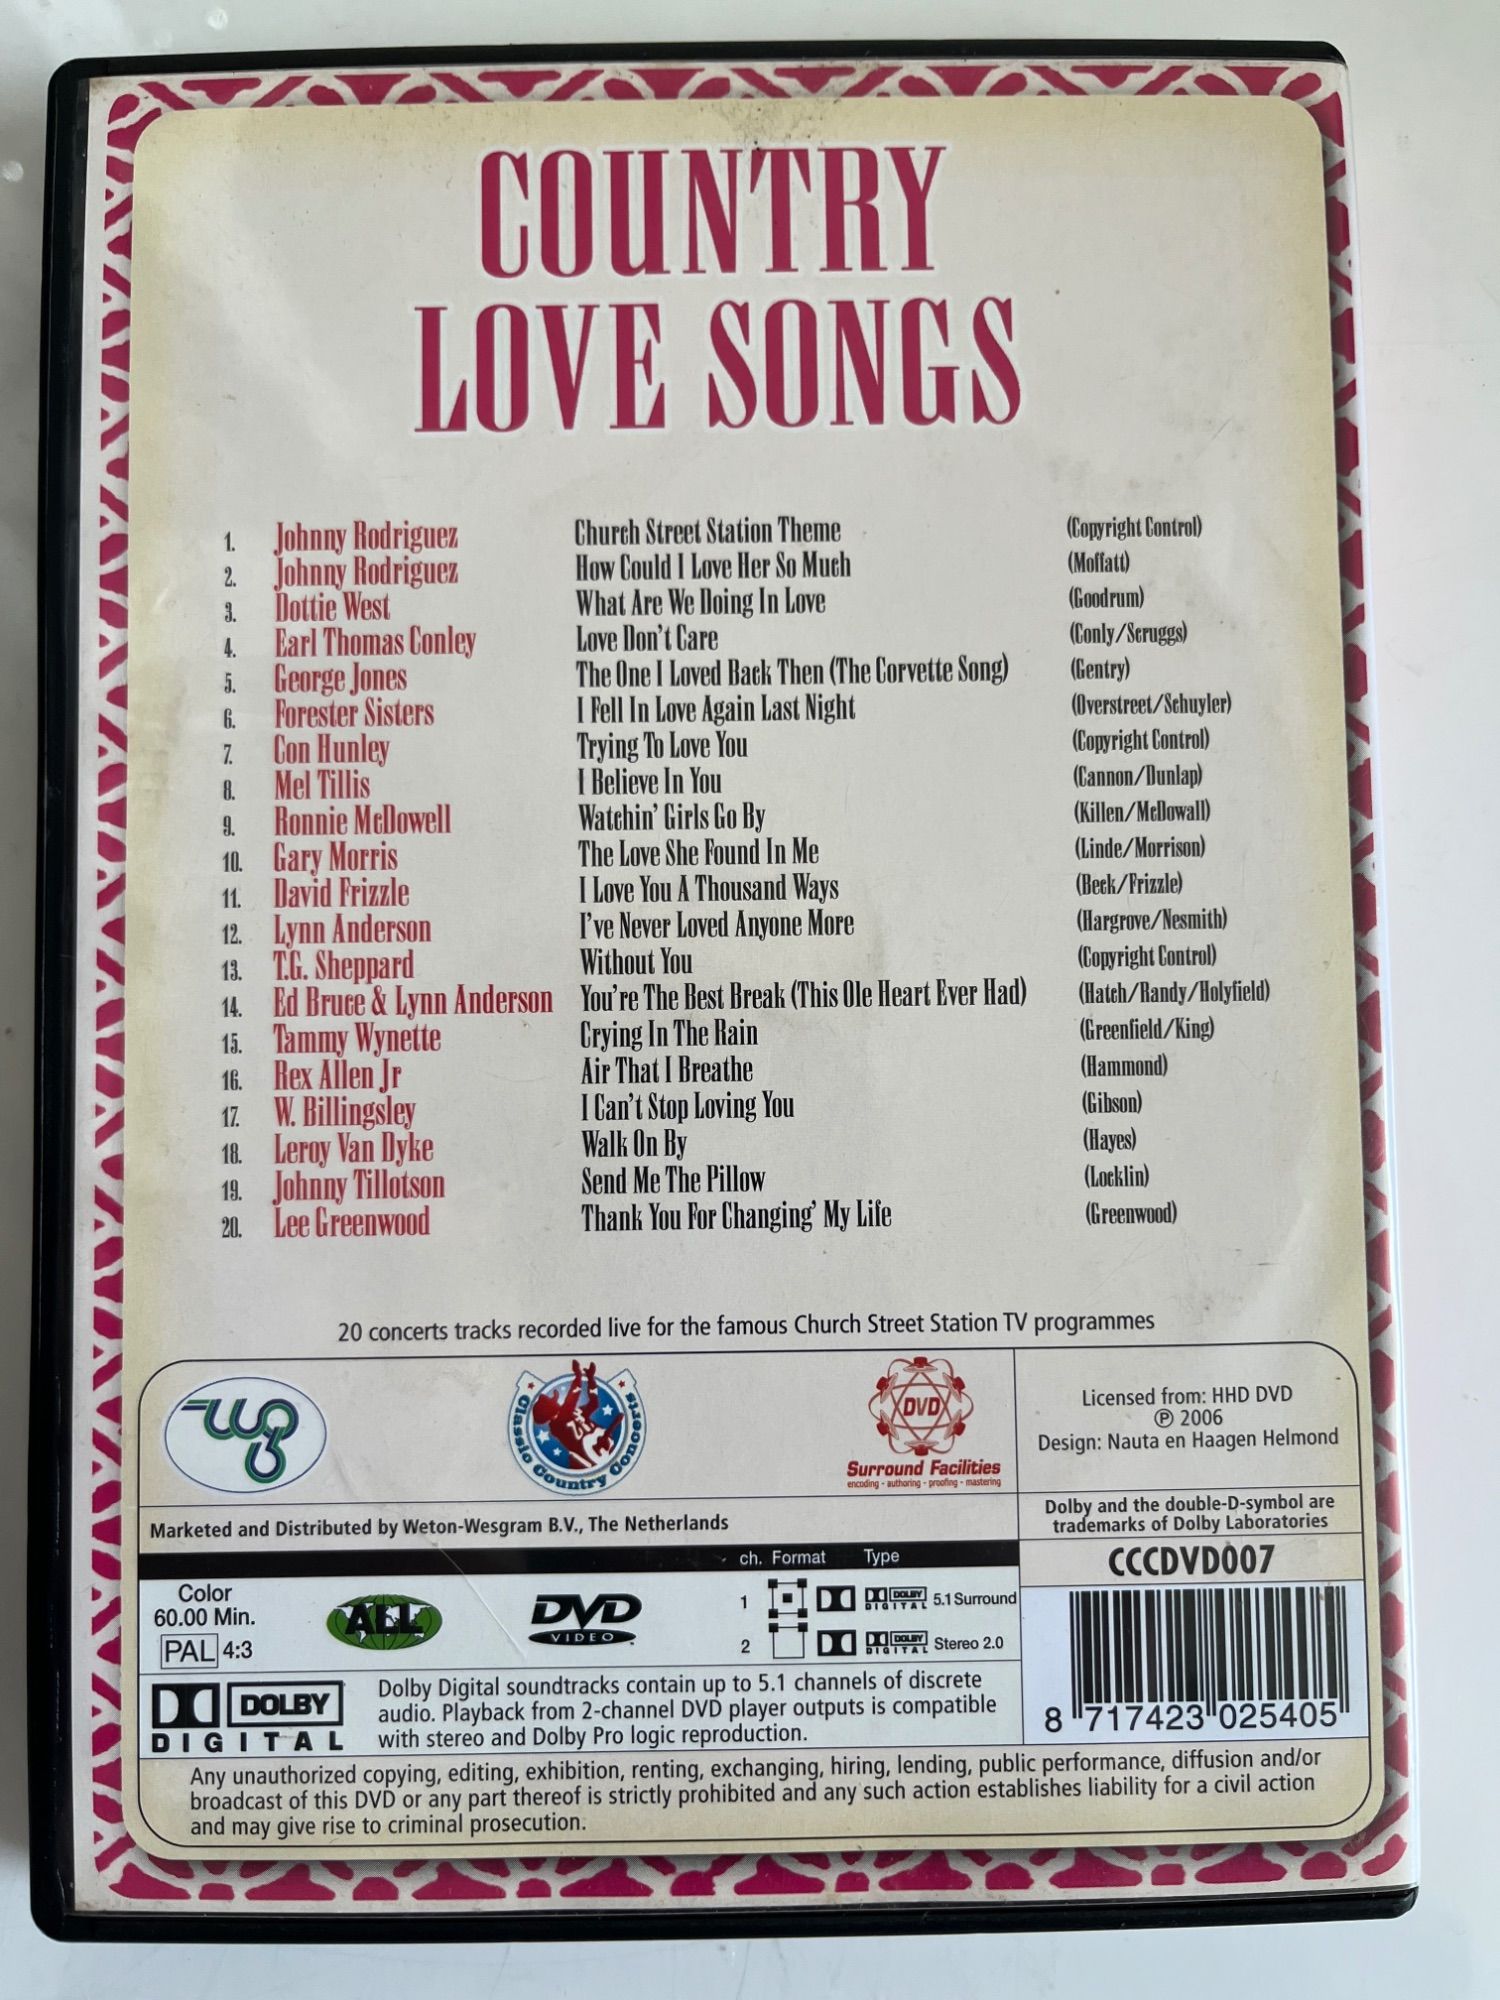 COUNTRY
LOVE SONGS
1. Johnny Rodriguez Church Street Station Theme (Copyright Control)
2. Johnny Rodriguez How Could I Love Her So Much (Moffatt)
3. Dottie West What Are We Doing In Love (Goodrum)
4. Earl Thomas Conley Love Don't Care (Conly/Scruggs)
5. George Jones The One I Loved Back Then (The Corvette Song) (Gentry)
6. Forester Sisters I Fell In Love Again Last Night (Overstreet/Schuyler)
7. Con Hunley Trying To Love You (Copyright Control)
8. Mel Tillis I Believe In You (Cannon/Dunlap)
9. Ronnie McDowell Watchin' Girls Go By (Killen/McDowall)
10. Gary Morris The Love She Found In Me (Linde/Morrison)
11. David Frizzle I Love You A Thousand Ways (Beck/Frizzle)
12. Lynn Anderson I've Never Loved Anyone More (Hargrove/Nesmith)
13. T.G. Sheppard Without You (Copyright Control)
14. Ed Bruce & Lynn Anderson You're The Best Break (This Ole Heart Ever Had) (Hatch/Randy/Holyfield)
15. Tammy Wynette Crying In The Rain (Greenfield/King)
16. Rex Allen Jr Air That I Breathe (Hammond)
17. W. Billingsley I Can't Stop Loving You (Gibson)
18. Leroy Van Dyke Walk On By (Hayes)
19. Johnny Tillotson Send Me The Pillow (Locklin)
20. Lee Greenwood Thank You For Changing' My Life (Greenwood)
20 concerts tracks recorded live for the famous Church Street Station TV programmes
Classic Country Concerts
DVD
Surround Facilities
encoding - authoring - proofing - mastering
Licensed from: HHD DVD
℗ 2006
Design: Nauta en Haagen Helmond
Marketed and Distributed by Weton-Wesgram B.V., The Netherlands
Dolby and the double-D-symbol are
trademarks of Dolby Laboratories
ch. Format Type
CCCDVD007
Color
60.00 Min.
PAL 4:3
ALL
DVD
VIDEO
1 DOLBY DIGITAL 5.1 Surround
2 DOLBY DIGITAL Stereo 2.0
DOLBY
DIGITAL
Dolby Digital soundtracks contain up to 5.1 channels of discrete
audio. Playback from 2-channel DVD player outputs is compatible
with stereo and Dolby Pro logic reproduction.
8 717423 025405
Any unauthorized copying, editing, exhibition, renting, exchanging, hiring, lending, public performance, diffusion and/or
broadcast of this DVD or any part thereof is strictly prohibited and any such action establishes liability for a civil action
and may give rise to criminal prosecution.